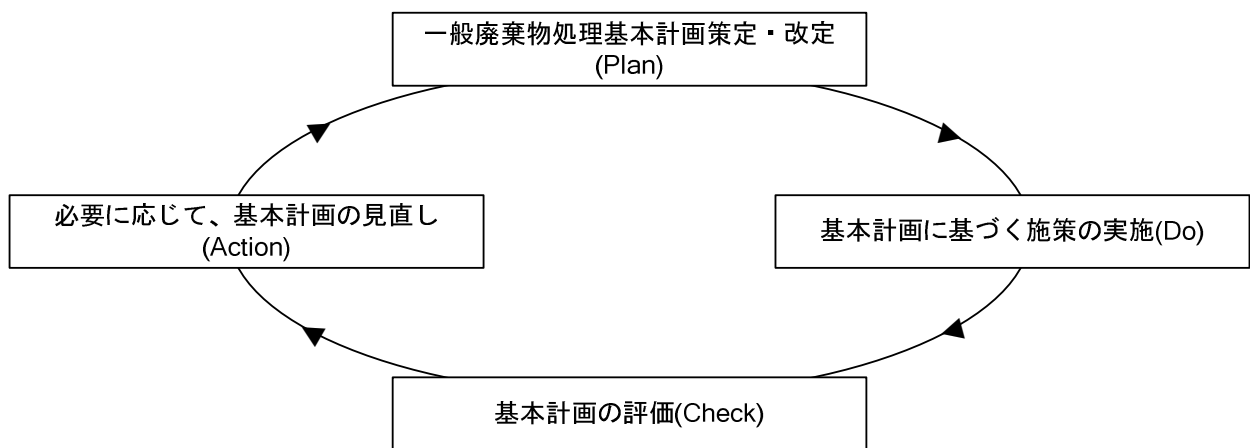 一般廃棄物処理基本計画策定・改定
(Plan)
必要に応じて、基本計画の見直し
(Action)
基本計画に基づく施策の実施(Do)
基本計画の評価(Check)